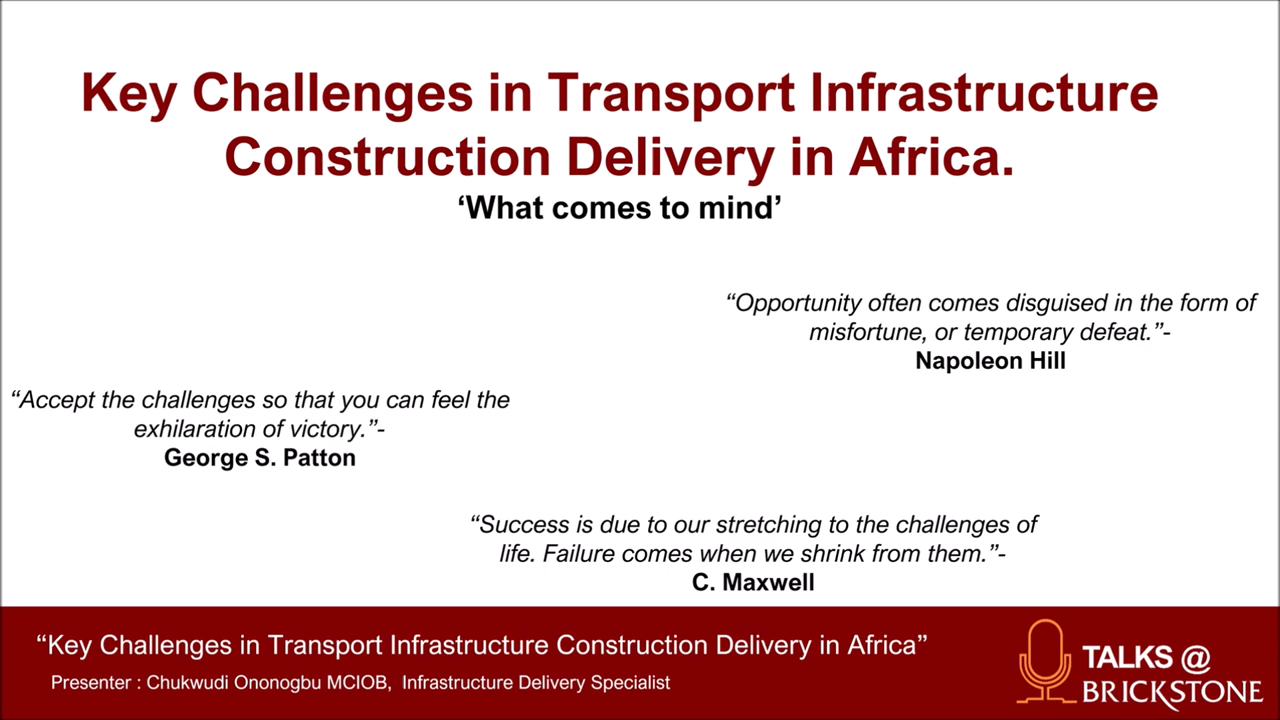 Key Challenges in Transport Infrastructure
Construction Delivery in Africa.
‘What comes to mind’
“Opportunity often comes disguised in the form of
misfortune, or temporary defeat.”-
Napoleon Hill
“Accept the challenges so that you can feel the
exhilaration of victory.”-
George S. Patton
“Success is due to our stretching to the challenges of
life. Failure comes when we shrink from them.”-
C. Maxwell
“Key Challenges in Transport Infrastructure Construction Delivery in Africa”
Presenter : Chukwudi Ononogbu MCIOB, Infrastructure Delivery Specialist
TALKS @
BRICKSTONE